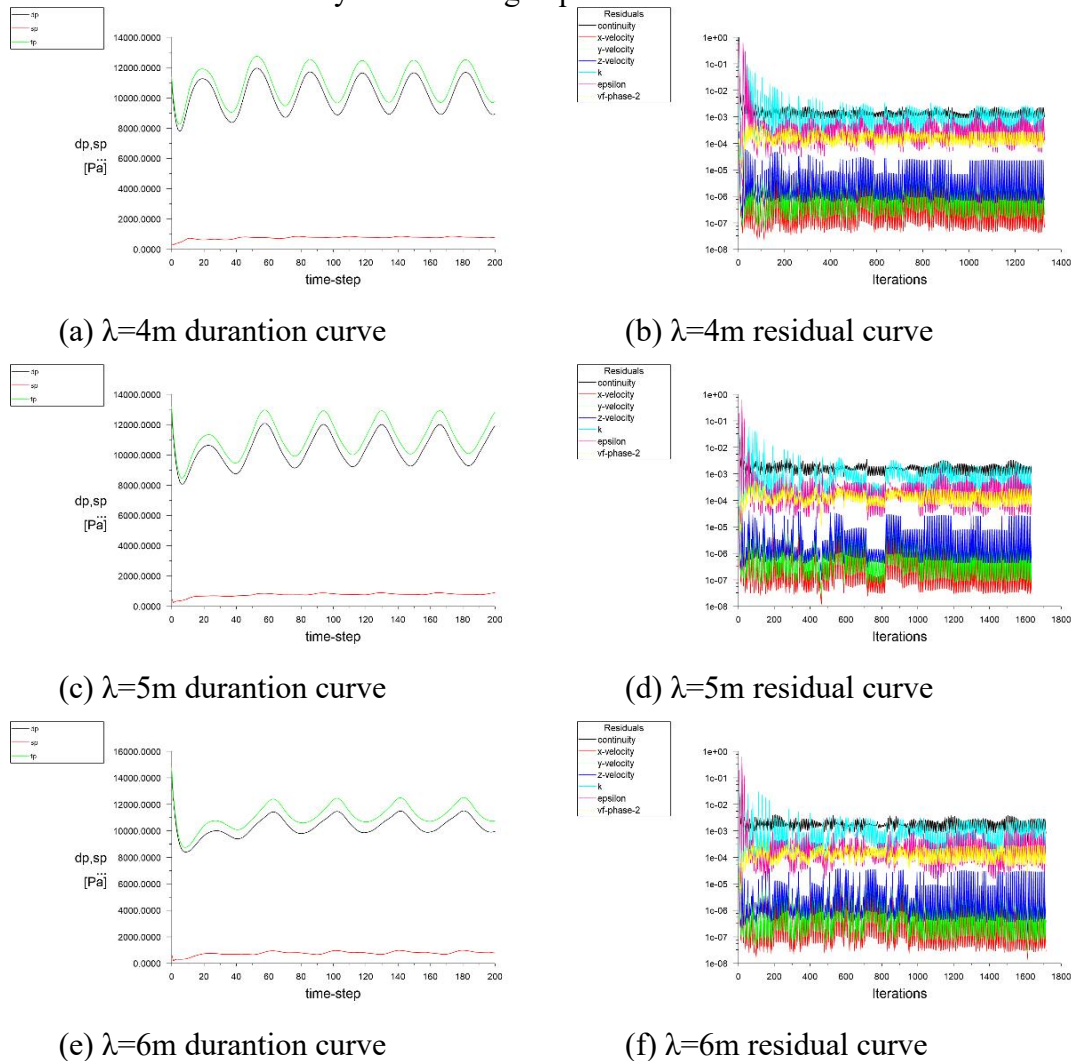 dp
sp
tp
14000.0000
12000.0000
10000.0000
8000.0000
6000.0000
4000.0000
2000.0000
0.0000
dp,sp
...
[Pa]
0 20 40 60 80 100 120 140 160 180 200
time-step
Residuals
continuity
x-velocity
y-velocity
z-velocity
k
epsilon
vf-phase-2
1e+00
1e-01
1e-02
1e-03
1e-04
1e-05
1e-06
1e-07
1e-08
0 200 400 600 800 1000 1200 1400
Iterations
(a) λ=4m durantion curve
(b) λ=4m residual curve
dp
sp
tp
14000.0000
12000.0000
10000.0000
8000.0000
6000.0000
4000.0000
2000.0000
0.0000
dp,sp
...
[Pa]
0 20 40 60 80 100 120 140 160 180 200
time-step
Residuals
continuity
x-velocity
y-velocity
z-velocity
k
epsilon
vf-phase-2
1e+00
1e-01
1e-02
1e-03
1e-04
1e-05
1e-06
1e-07
1e-08
0 200 400 600 800 1000 1200 1400 1600 1800
Iterations
(c) λ=5m durantion curve
(d) λ=5m residual curve
dp
sp
tp
16000.0000
14000.0000
12000.0000
10000.0000
8000.0000
6000.0000
4000.0000
2000.0000
0.0000
dp,sp
...
[Pa]
0 20 40 60 80 100 120 140 160 180 200
time-step
Residuals
continuity
x-velocity
y-velocity
z-velocity
k
epsilon
vf-phase-2
1e+00
1e-01
1e-02
1e-03
1e-04
1e-05
1e-06
1e-07
1e-08
0 200 400 600 800 1000 1200 1400 1600 1800
Iterations
(e) λ=6m durantion curve
(f) λ=6m residual curve